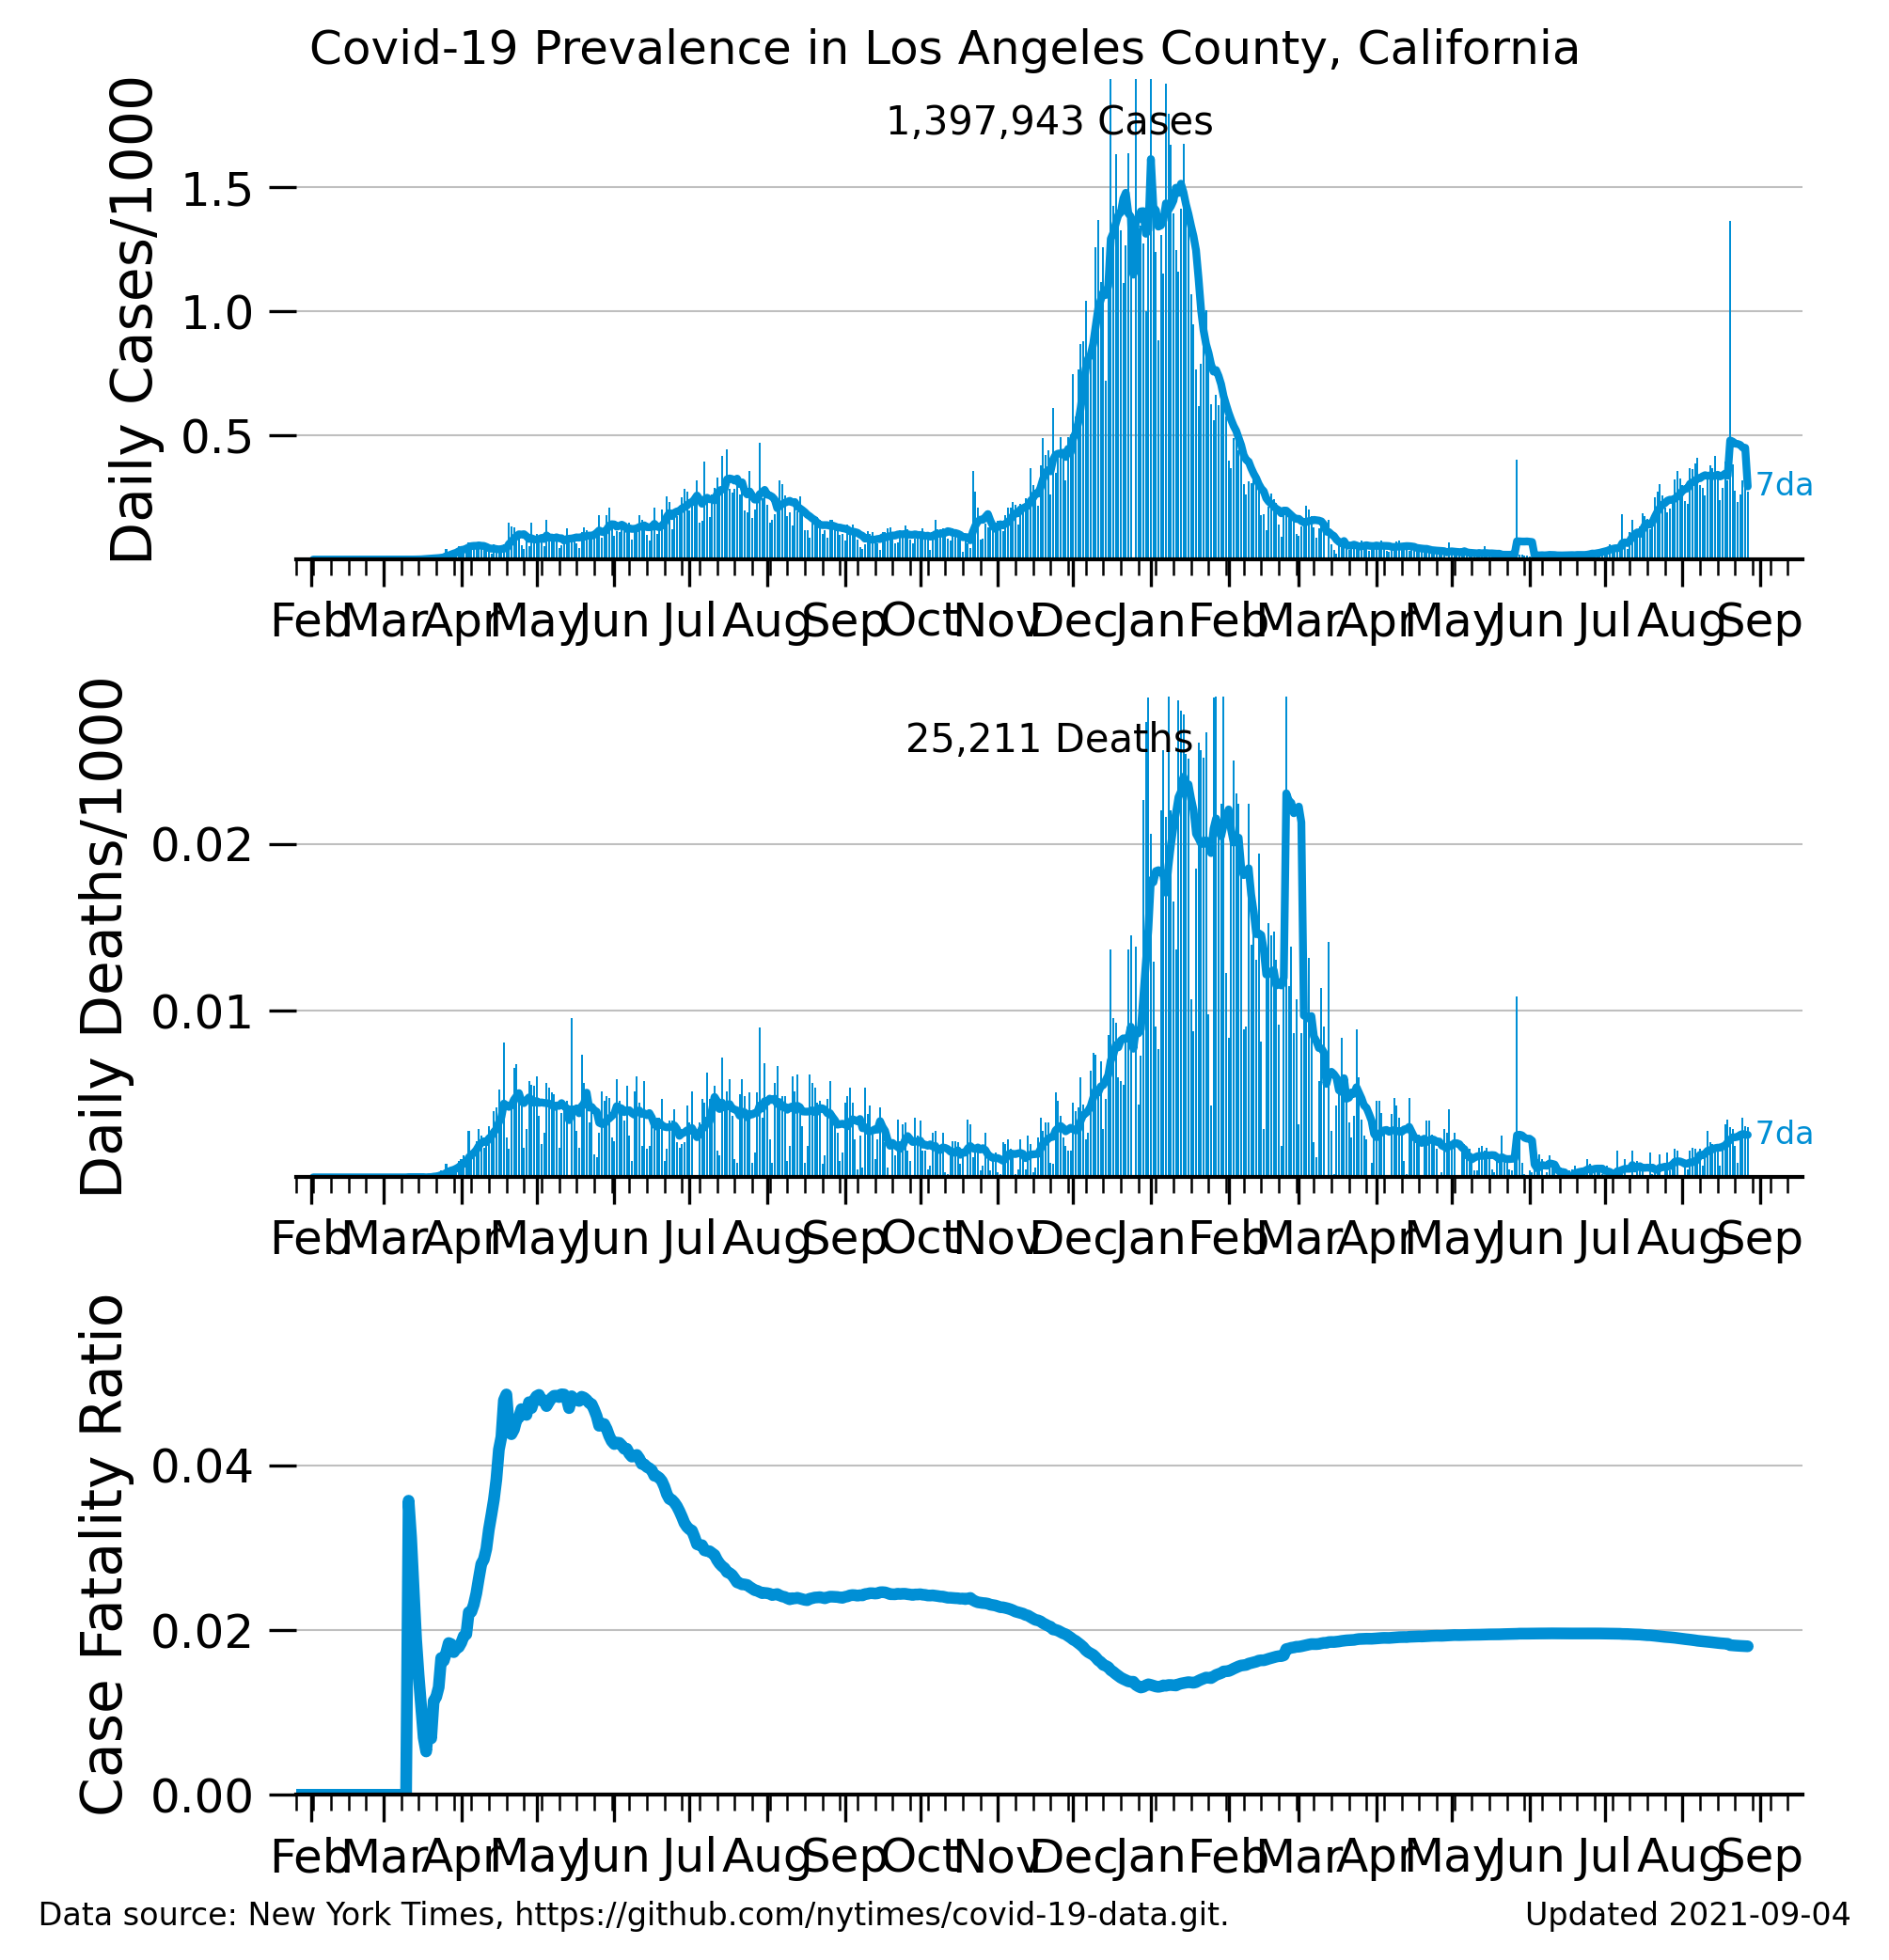 Covid-19 Prevalence in Los Angeles County, California
Daily Cases/1000
1,397,943 Cases
1.5
1.0
0.5
7da
Feb Mar Apr May Jun Jul Aug Sep Oct Nov Dec Jan Feb Mar Apr May Jun Jul Aug Sep
Daily Deaths/1000
25,211 Deaths
0.02
0.01
7da
Feb Mar Apr May Jun Jul Aug Sep Oct Nov Dec Jan Feb Mar Apr May Jun Jul Aug Sep
Case Fatality Ratio
0.04
0.02
0.00
Feb Mar Apr May Jun Jul Aug Sep Oct Nov Dec Jan Feb Mar Apr May Jun Jul Aug Sep
Data source: New York Times, https://github.com/nytimes/covid-19-data.git.
Updated 2021-09-04